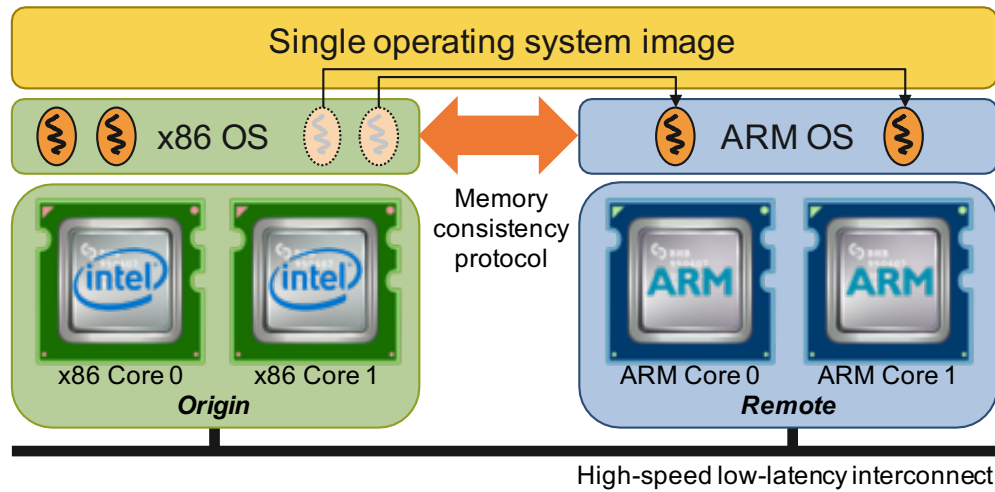 Single operating system image
x86 OS
ARM OS
Memory
consistency
protocol
intel
intel
ARM
ARM
x86 Core 0
x86 Core 1
ARM Core 0
ARM Core 1
Origin
Remote
High-speed low-latency interconnect